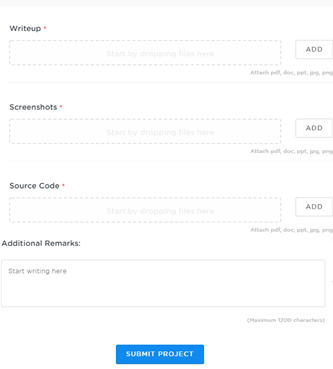 Writeup *
Start by dropping files here
ADD
Attach pdf, doc, ppt, jpg, png
Screenshots *
Start by dropping files here
ADD
Attach pdf, doc, ppt, jpg, png
Source Code *
Start by dropping files here
ADD
Attach pdf, doc, ppt, jpg, png
Additional Remarks:
Start writing here
(Maximum 1200 characters)
SUBMIT PROJECT